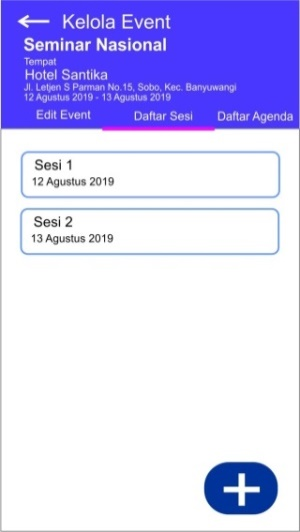 Kelola Event
Seminar Nasional
Tempat
Hotel Santika
Jl. Letjen S Parman No.15, Sobo, Kec. Banyuwangi
12 Agustus 2019 - 13 Agustus 2019
Edit Event Daftar Sesi Daftar Agenda
Sesi 1
12 Agustus 2019
Sesi 2
13 Agustus 2019